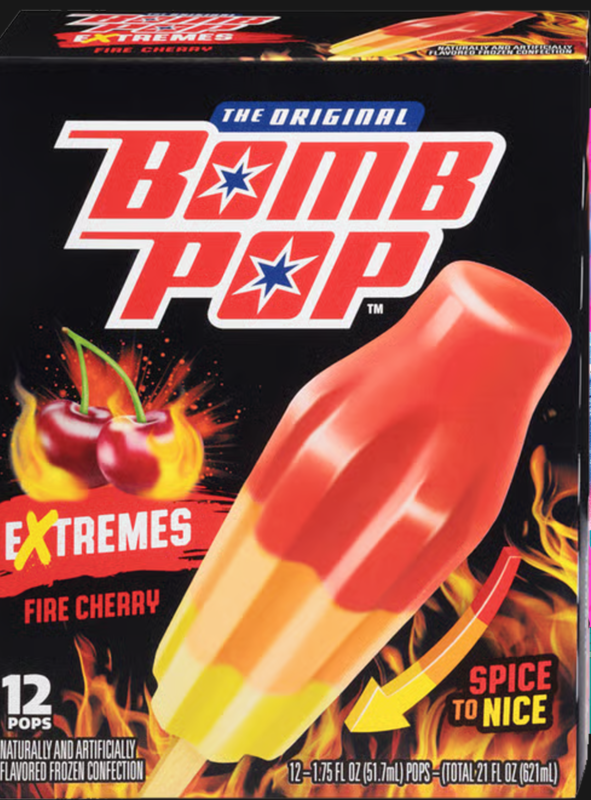 BOMB POP
EXTREMES
FIRE CHERRY
NATURALLY AND ARTIFICIALLY
FLAVORED FROZEN CONFECTION
THE ORIGINAL
BOMB
POP™
EXTREMES
FIRE CHERRY
SPICE
TO NICE
12
POPS
NATURALLY AND ARTIFICIALLY
FLAVORED FROZEN CONFECTION
12–1.75 FL OZ (51.7mL) POPS – (TOTAL 21 FL OZ (621mL)